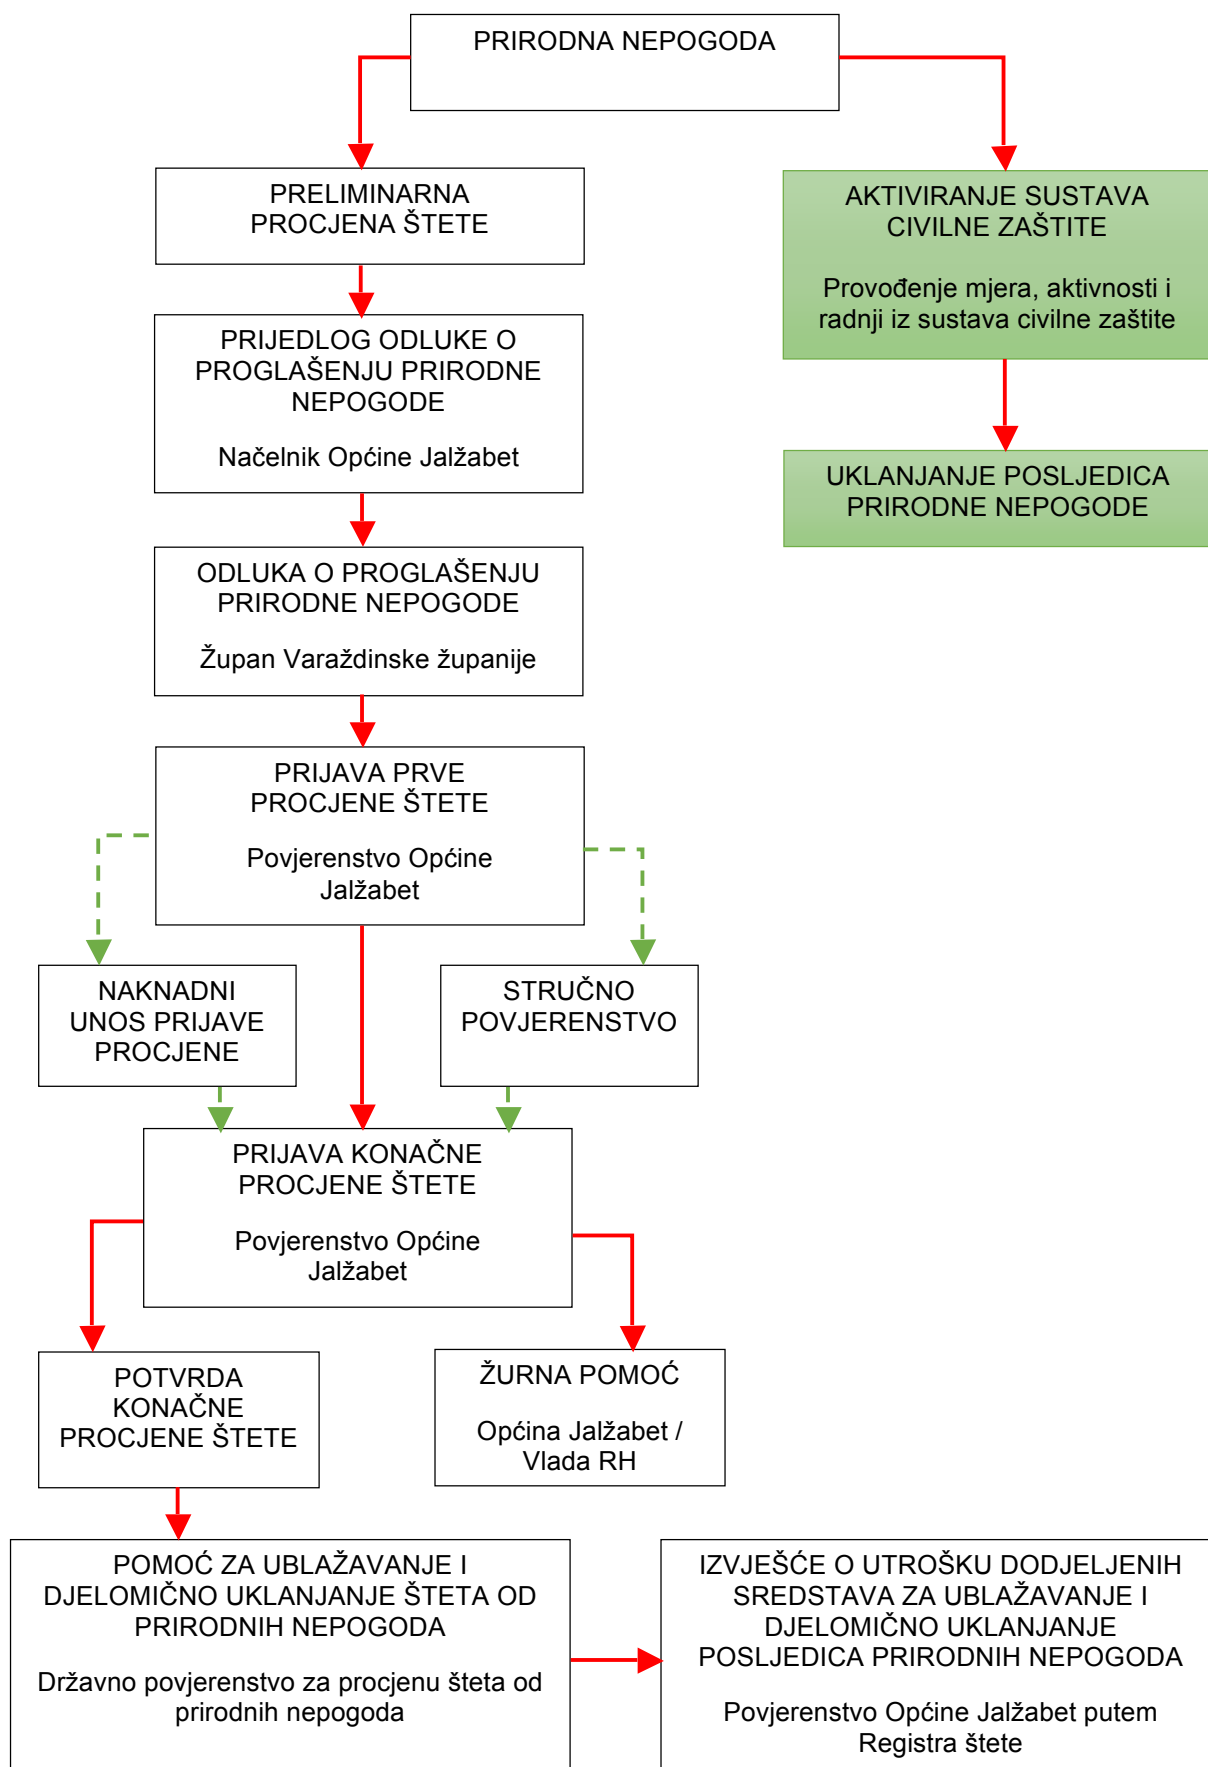 PRIRODNA NEPOGODA
PRELIMINARNA
PROCJENA ŠTETE
AKTIVIRANJE SUSTAVA
CIVILNE ZAŠTITE
Provođenje mjera, aktivnosti i
radnji iz sustava civilne zaštite
PRIJEDLOG ODLUKE O
PROGLAŠENJU PRIRODNE
NEPOGODE
Načelnik Općine Jalžabet
UKLANJANJE POSLJEDICA
PRIRODNE NEPOGODE
ODLUKA O PROGLAŠENJU
PRIRODNE NEPOGODE
Župan Varaždinske županije
PRIJAVA PRVE
PROCJENE ŠTETE
Povjerenstvo Općine
Jalžabet
NAKNADNI
UNOS PRIJAVE
PROCJENE
STRUČNO
POVJERENSTVO
PRIJAVA KONAČNE
PROCJENE ŠTETE
Povjerenstvo Općine
Jalžabet
POTVRDA
KONAČNE
PROCJENE ŠTETE
ŽURNA POMOĆ
Općina Jalžabet /
Vlada RH
POMOĆ ZA UBLAŽAVANJE I
DJELOMIČNO UKLANJANJE ŠTETA OD
PRIRODNIH NEPOGODA
Državno povjerenstvo za procjenu šteta od
prirodnih nepogoda
IZVJEŠĆE O UTROŠKU DODJELJENIH
SREDSTAVA ZA UBLAŽAVANJE I
DJELOMIČNO UKLANJANJE
POSLJEDICA PRIRODNIH NEPOGODA
Povjerenstvo Općine Jalžabet putem
Registra štete